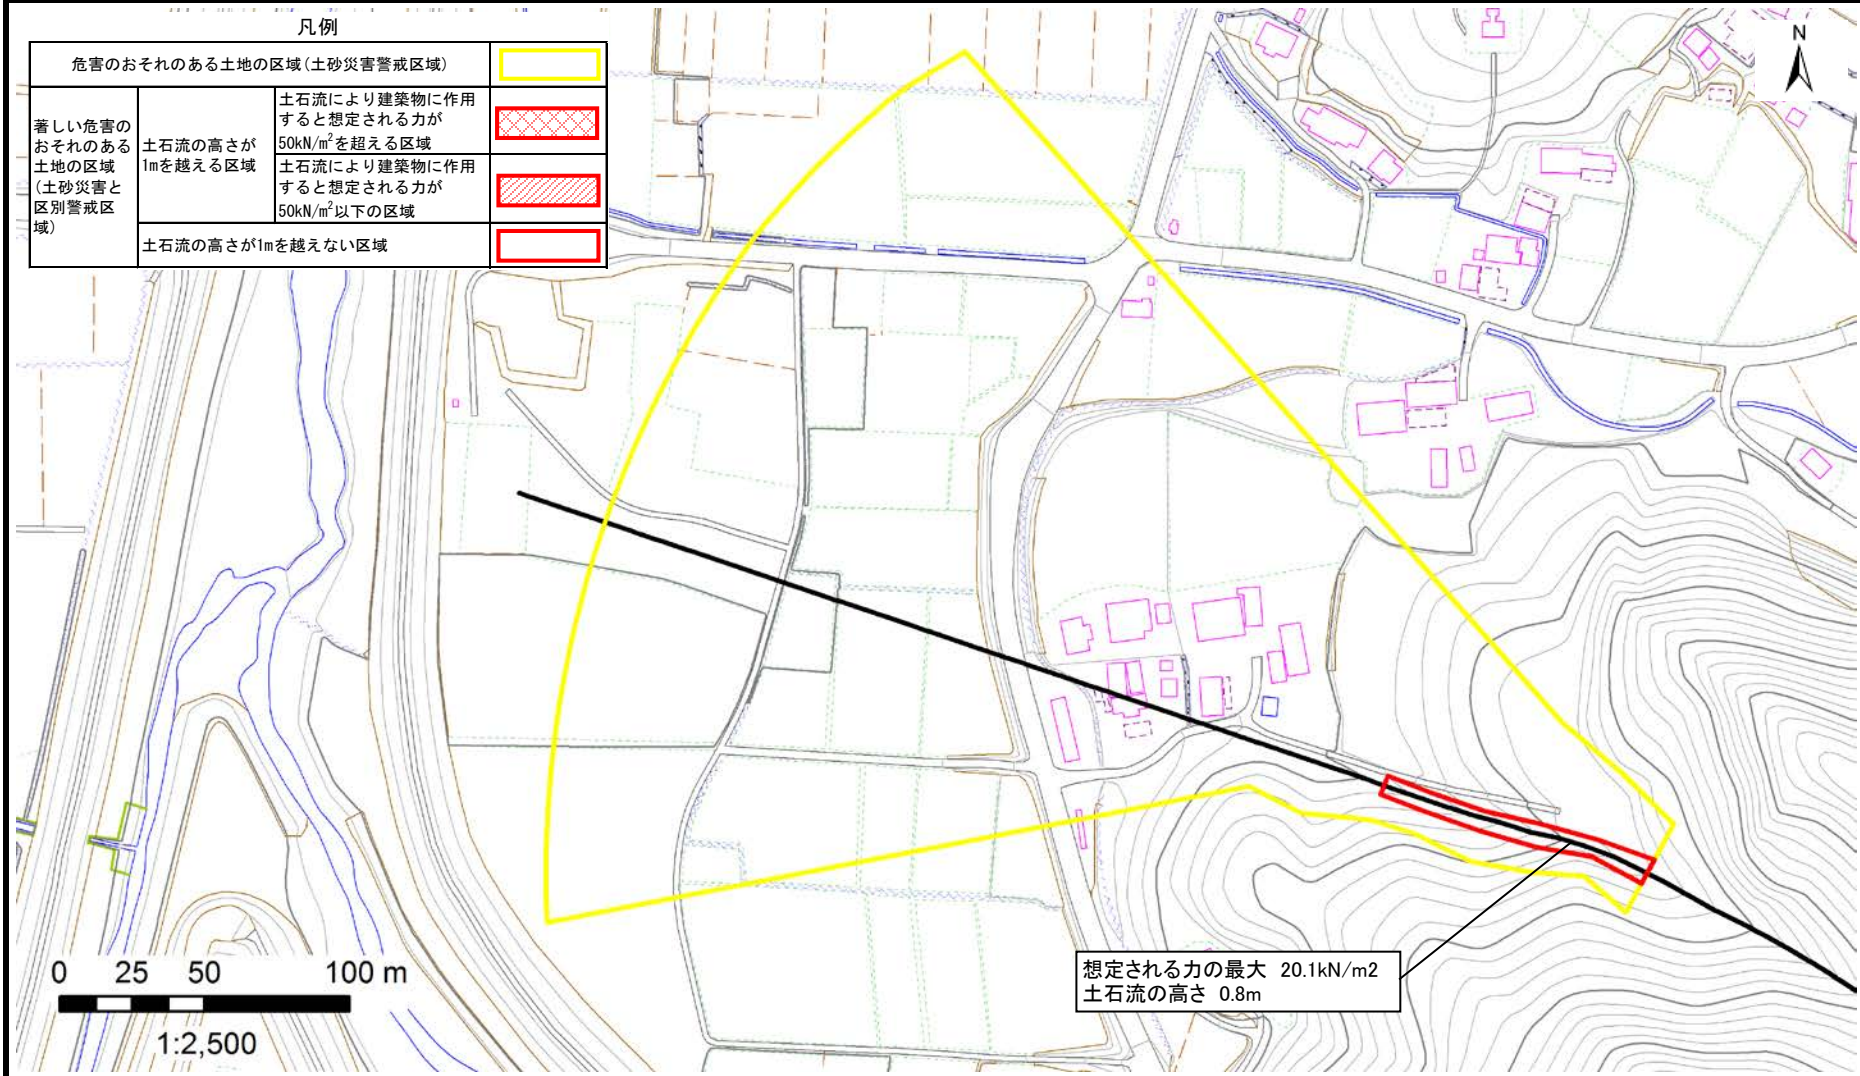 凡例
危害のおそれのある土地の区域(土砂災害警戒区域)
著しい危害の
おそれのある
土地の区域
(土砂災害と
区別警戒区
域)
土石流の高さが
1mを越える区域
土石流により建築物に作用
すると想定される力が
50kN/m²を超える区域
土石流により建築物に作用
すると想定される力が
50kN/m²以下の区域
土石流の高さが1mを越えない区域
N
想定される力の最大 20.1kN/m2
土石流の高さ 0.8m
0 25 50 100 m
1:2,500